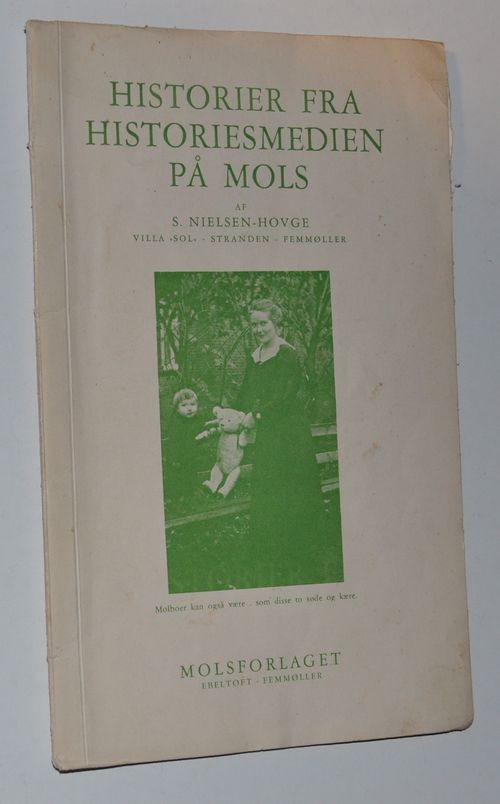 HISTORIER FRA
HISTORIESMEDIEN
PÅ MOLS
AF
S. NIELSEN-HOVGE
VILLA »SOL« - STRANDEN - FEMMØLLER
Molboer kan også være . som disse to søde og kære.
MOLSFORLAGET
EBELTOFT - FEMMØLLER